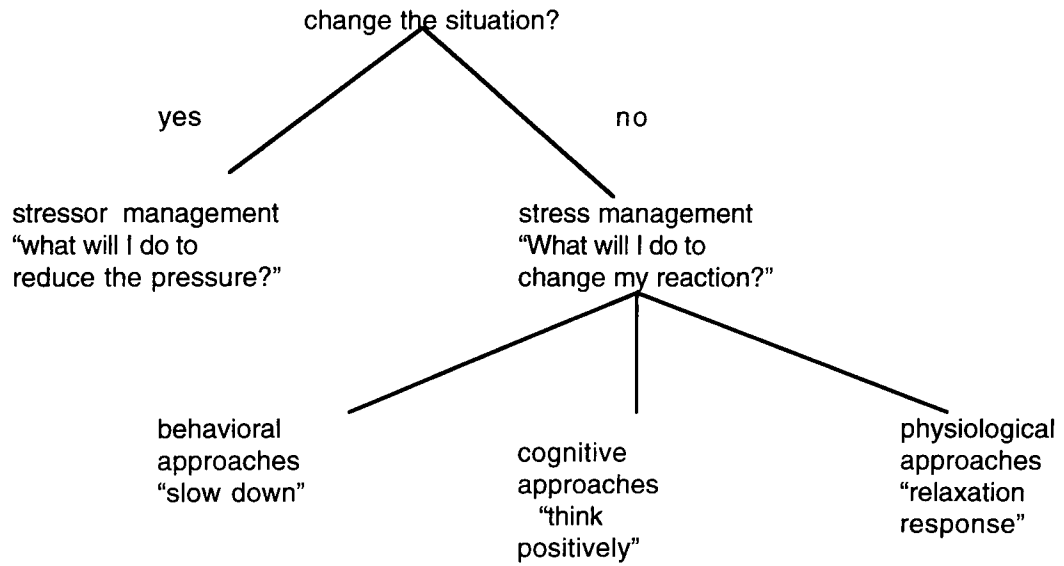 change the situation?
yes
no
stressor management
“what will I do to
reduce the pressure?”
stress management
“What will I do to
change my reaction?”
behavioral
approaches
“slow down”
cognitive
approaches
“think
positively”
physiological
approaches
“relaxation
response”